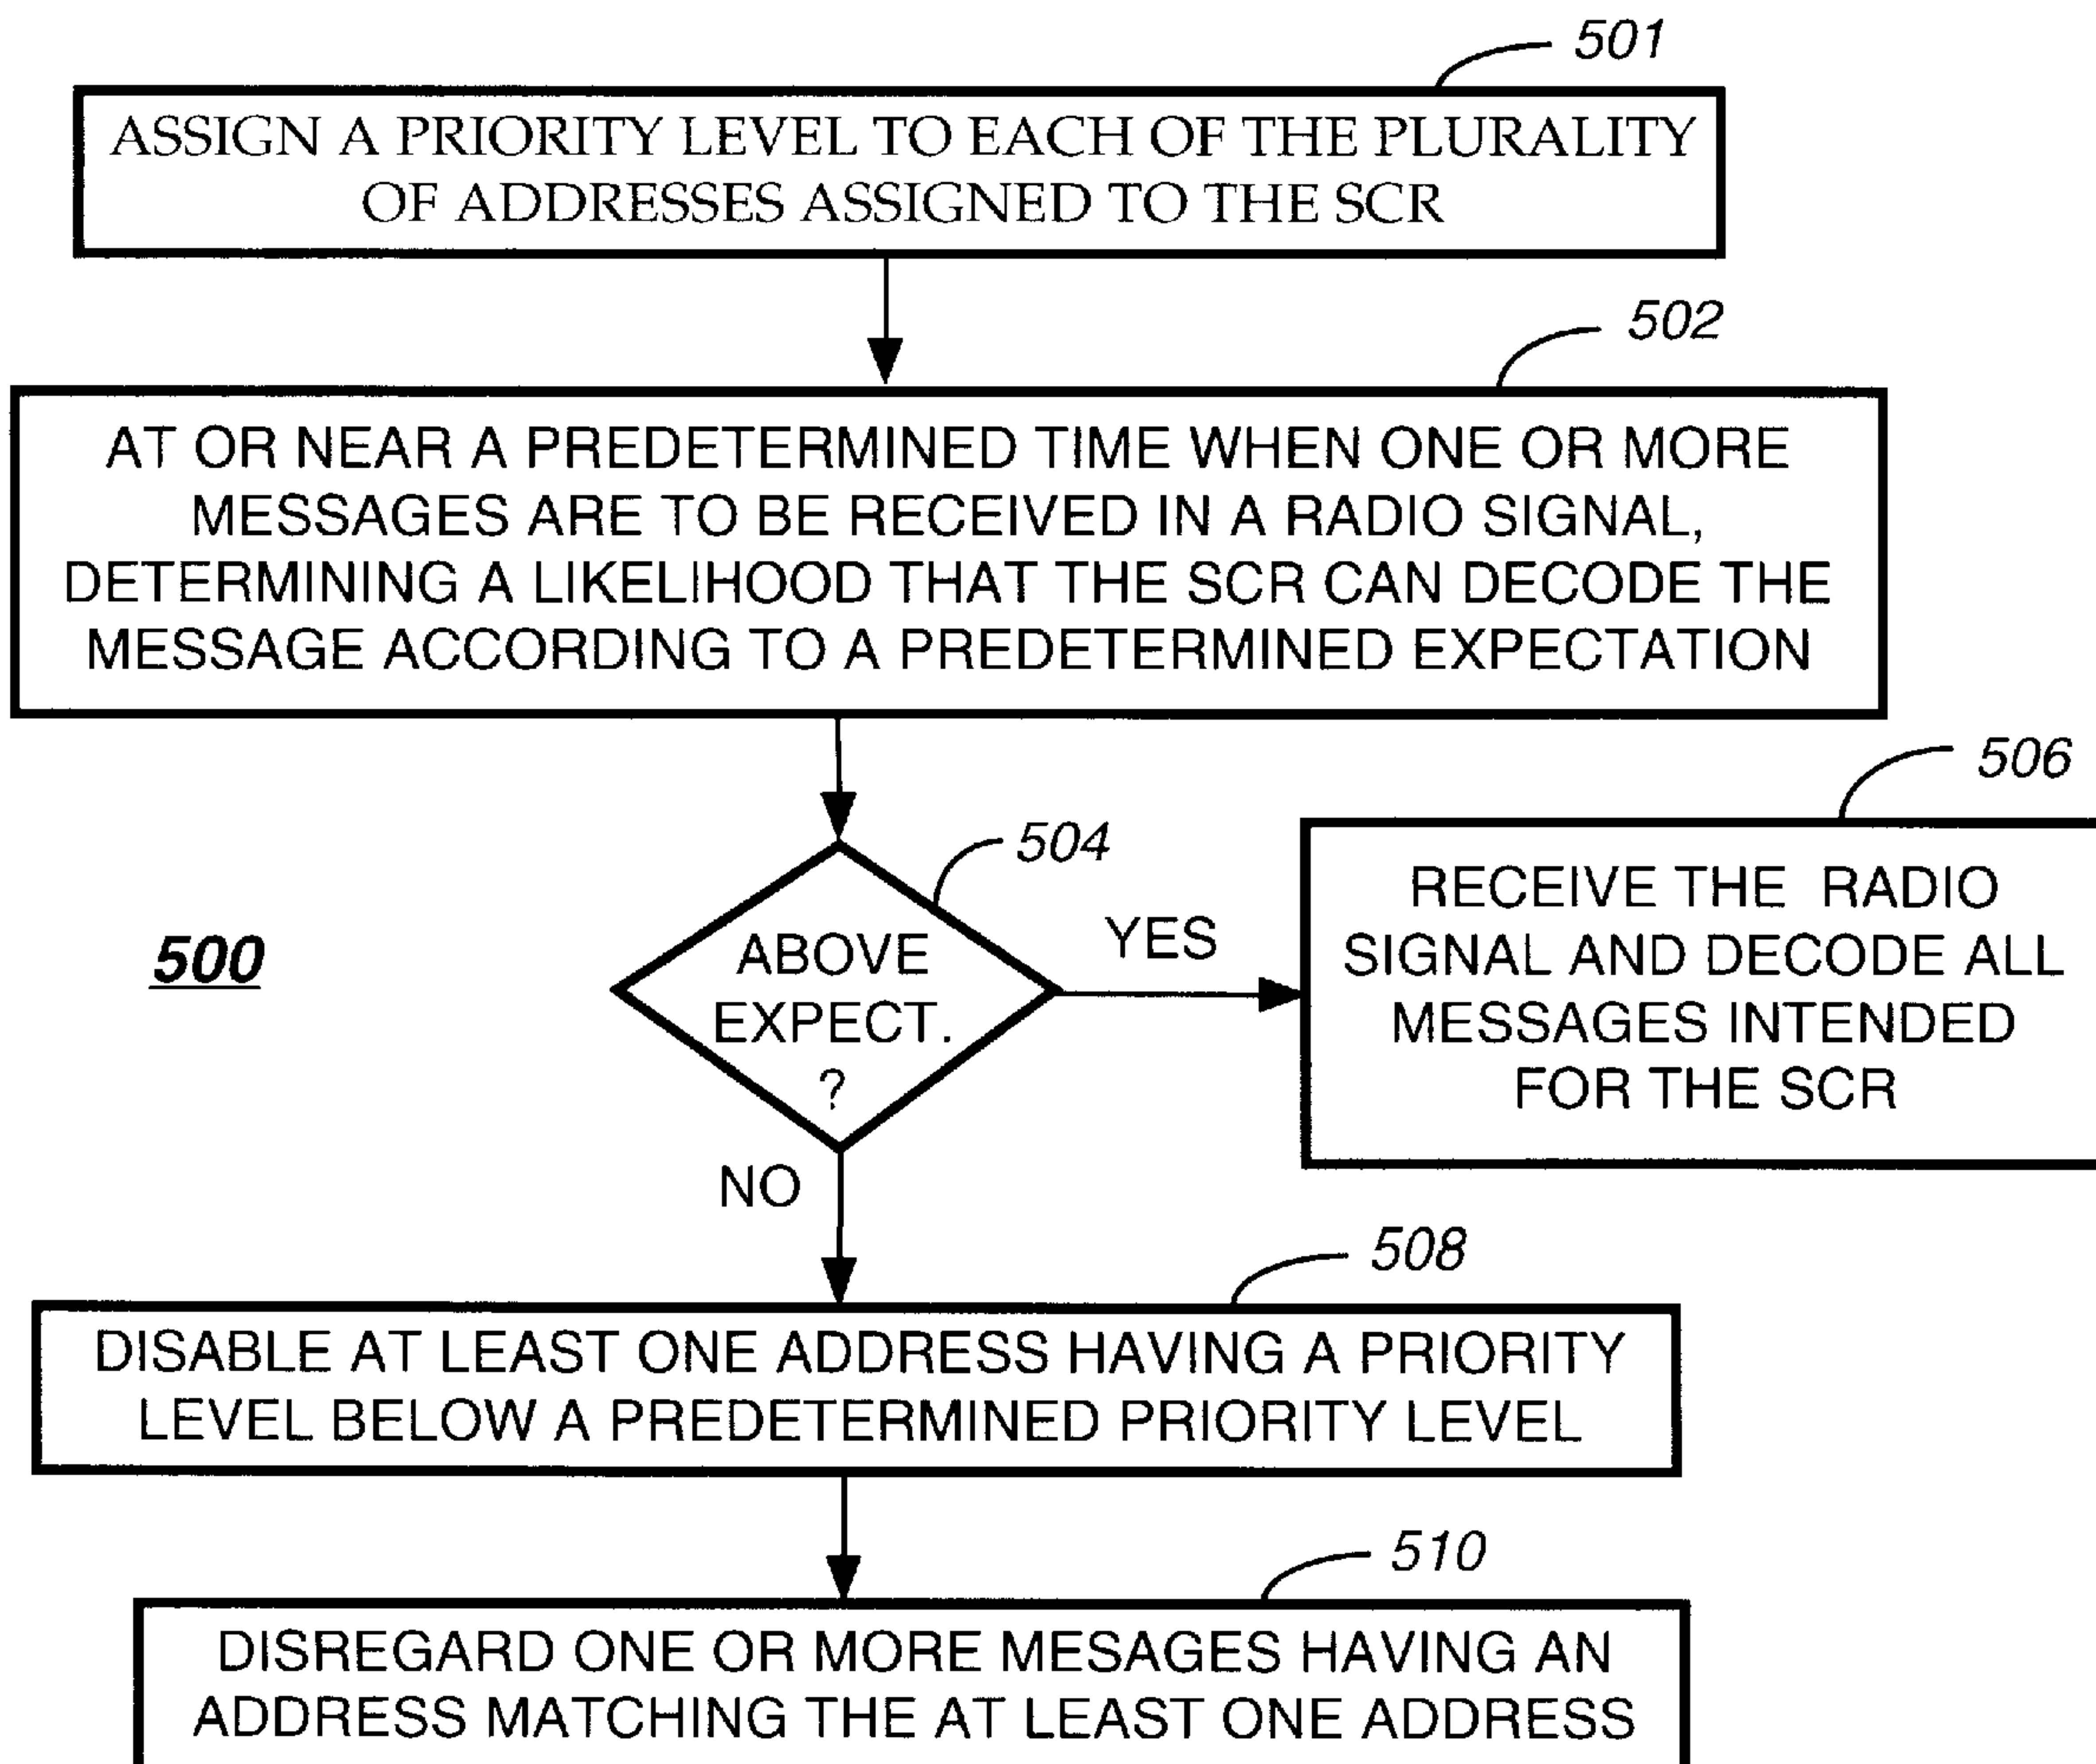 501
ASSIGN A PRIORITY LEVEL TO EACH OF THE PLURALITY
OF ADDRESSES ASSIGNED TO THE SCR
502
AT OR NEAR A PREDETERMINED TIME WHEN ONE OR MORE
MESSAGES ARE TO BE RECEIVED IN A RADIO SIGNAL,
DETERMINING A LIKELIHOOD THAT THE SCR CAN DECODE THE
MESSAGE ACCORDING TO A PREDETERMINED EXPECTATION
504
ABOVE
EXPECT.
?
YES
506
RECEIVE THE RADIO
SIGNAL AND DECODE ALL
MESSAGES INTENDED
FOR THE SCR
500
NO
508
DISABLE AT LEAST ONE ADDRESS HAVING A PRIORITY
LEVEL BELOW A PREDETERMINED PRIORITY LEVEL
510
DISREGARD ONE OR MORE MESAGES HAVING AN
ADDRESS MATCHING THE AT LEAST ONE ADDRESS